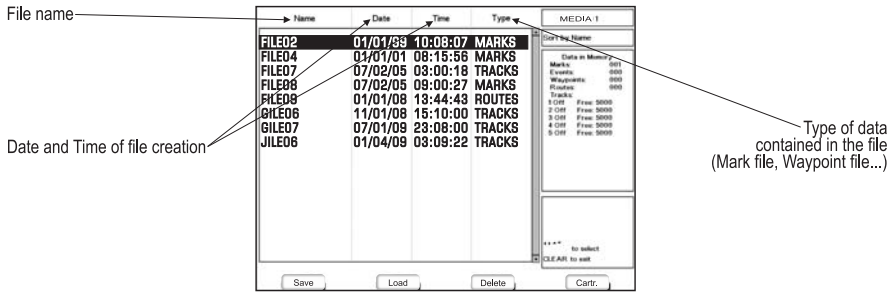 File name
Name Date Time Type
MEDIA 1
FILE02 01/01/99 10:08:07 MARKS
FILE04 01/01/01 08:15:56 MARKS
FILE07 07/02/05 03:00:18 TRACKS
FILE08 07/02/05 09:00:27 MARKS
FILE09 01/01/08 13:44:43 ROUTES
GILE06 11/01/08 15:10:00 TRACKS
GILE07 07/01/09 23:08:00 TRACKS
JILE06 01/04/09 03:09:22 TRACKS
Sort by Name
Data in Memory
Marks: 001
Events: 000
Waypoints: 000
Routes: 000
Tracks:
1 Off Free: 5000
2 Off Free: 5000
3 Off Free: 5000
4 Off Free: 5000
5 Off Free: 5000
to select
CLEAR to exit
Date and Time of file creation
Type of data
contained in the file
(Mark file, Waypoint file...)
Save Load Delete Cartr.